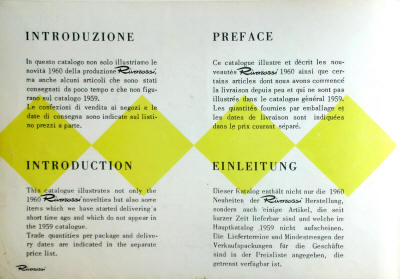 INTRODUZIONE
In questo catalogo non solo illustriamo le
novità 1960 della produzione Rivarossi,
ma anche alcuni articoli che sono stati
consegnati da poco tempo e che non figu-
rano sul catalogo 1959.
Le confezioni di vendita ai negozi e le
date di consegna sono indicate sul listi-
no prezzi a parte.
PREFACE
Ce catalogue illustre et décrit les nou-
veautés Rivarossi 1960 ainsi que cer-
tains articles dont nous avons commencé
la livraison depuis peu et qui ne sont pas
illustrés dans le catalogue général 1959.
Les quantités fournies par emballage et
les dates de livraison sont indiquées
dans le prix courant séparé.
INTRODUCTION
This catalogue illustrates not only the
1960 Rivarossi novelties but also some
items which we have started delivering a
short time ago and which do not appear in
the 1959 catalogue.
Trade quantities per package and delive-
ry dates are indicated in the separate
price list.
EINLEITUNG
Dieser Katalog enthält nicht nur die 1960
Neuheiten der Rivarossi Herstellung,
sondern auch einige Artikel, die seit
kurzer Zeit lieferbar sind und welche im
Hauptkatalog 1959 nicht aufscheinen.
Die Liefertermine und Mindestmengen der
Verkaufspackungen für die Geschäfte
sind in der Preisliste angegeben, die
getrennt verfügbar ist.
Rivarossi